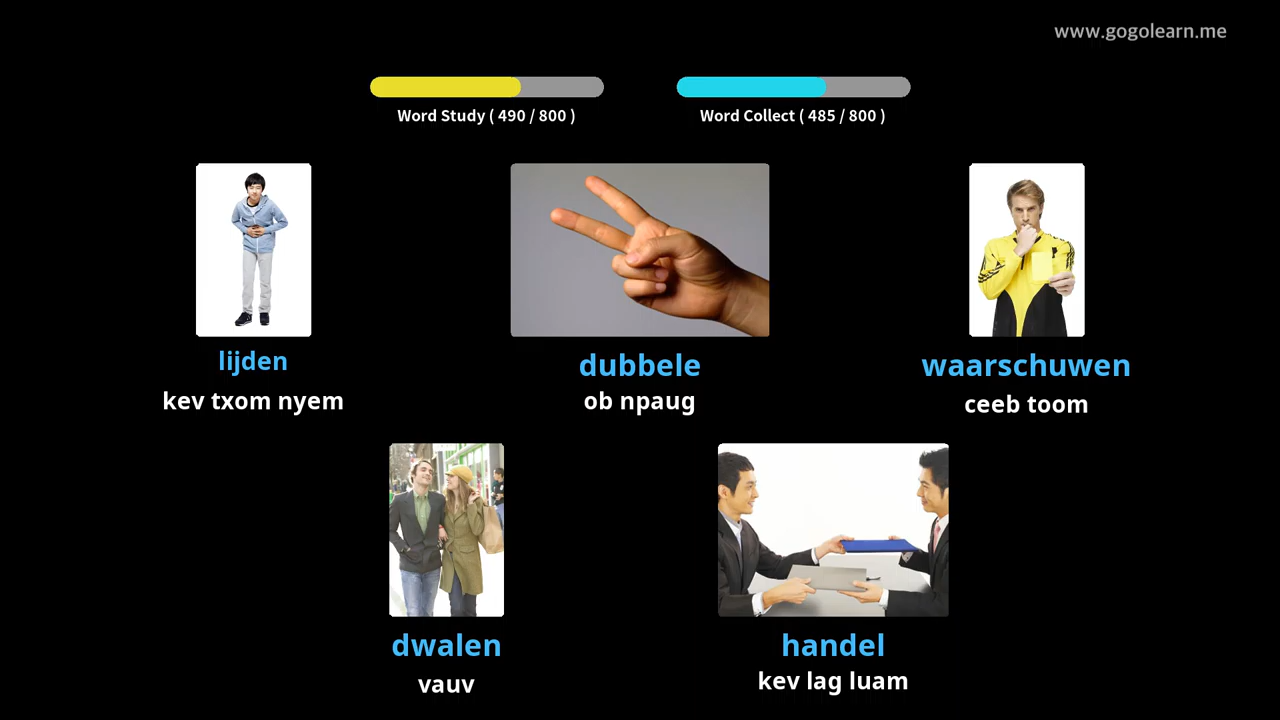 www.gogolearn.me
Word Study ( 490 / 800 )
Word Collect ( 485 / 800 )
lijden
kev txom nyem
dubbele
ob npaug
waarschuwen
ceeb toom
dwalen
vauv
handel
kev lag luam